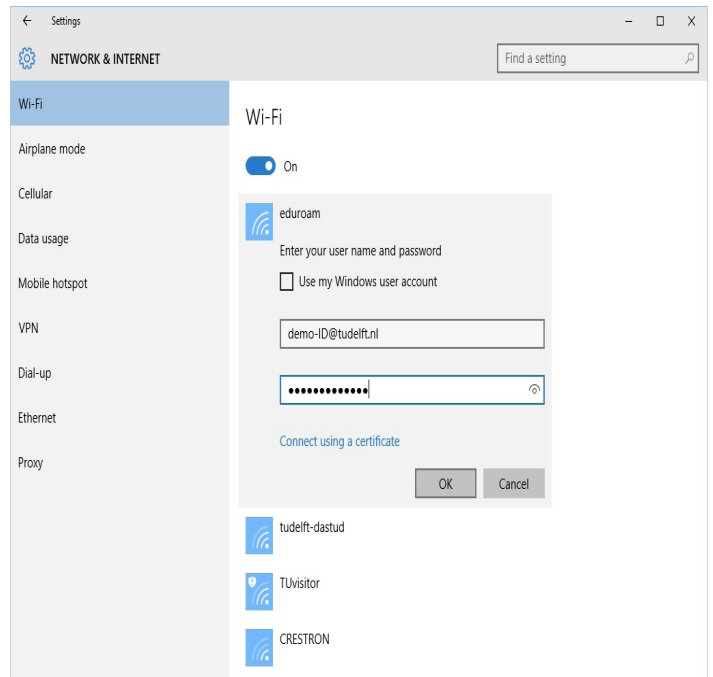 Settings
NETWORK & INTERNET
Find a setting
Wi-Fi
Airplane mode
Cellular
Data usage
Mobile hotspot
VPN
Dial-up
Ethernet
Proxy
Wi-Fi
On
eduroam
Enter your user name and password
Use my Windows user account
demo-ID@tudelft.nl
•••••••••••••
Connect using a certificate
OK Cancel
tudelft-dastud
TUvisitor
CRESTRON